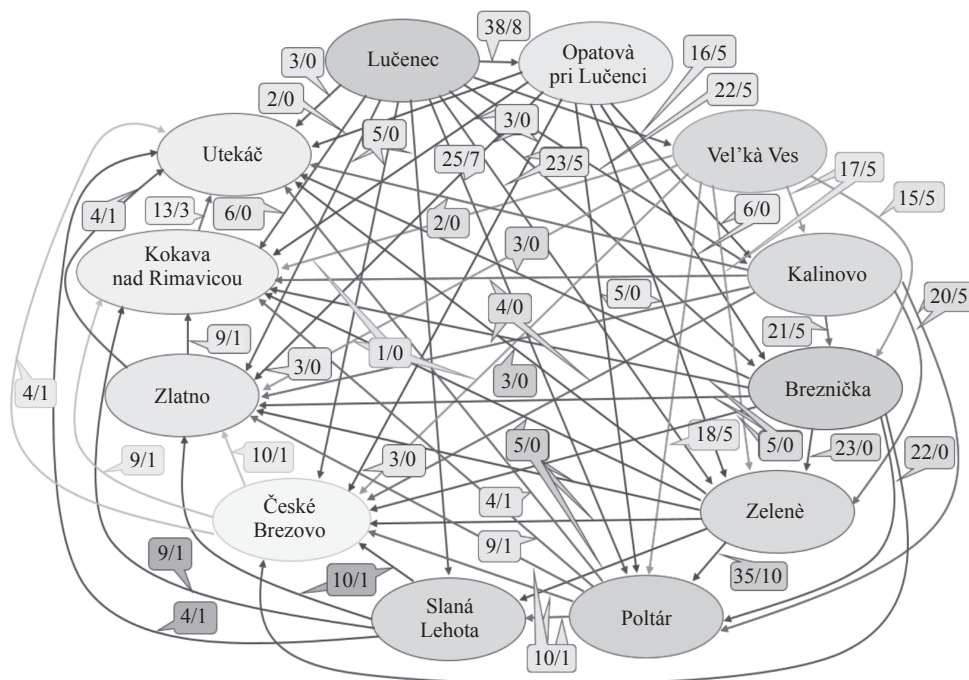 38/8
Lučenec
Opatovà
pri Lučenci
16/5
3/0
22/5
2/0
5/0
3/0
Utekáč
25/7
23/5
Vel’kà Ves
17/5
4/1
13/3
6/0
2/0
6/0
15/5
Kokava
nad Rimavicou
3/0
Kalinovo
5/0
20/5
4/0
21/5
9/1
1/0
3/0
3/0
Zlatno
Breznička
4/1
18/5
5/0
5/0
23/0
22/0
9/1
10/1
3/0
České
Brezovo
4/1
Zelenè
9/1
9/1
10/1
35/10
4/1
Slaná
Lehota
Poltár
10/1